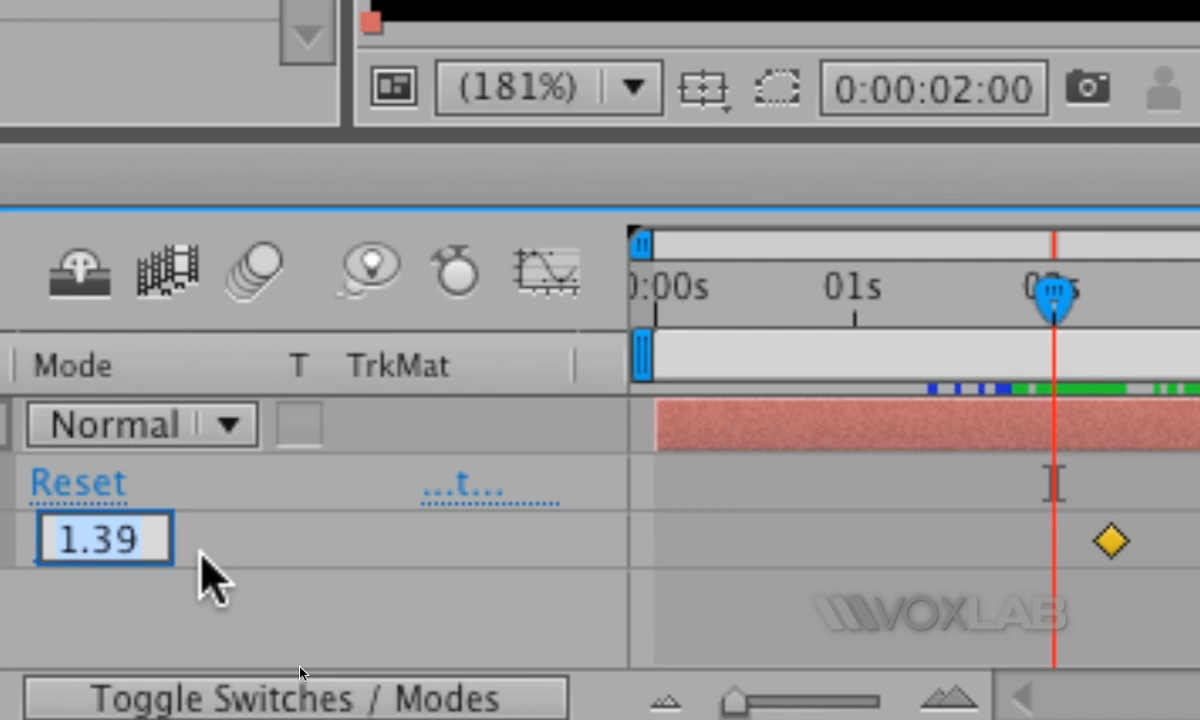 (181%) 0:00:02:00
0:00s 01s
Mode T TrkMat
Normal
Reset ...t...
1.39
VOXLAB
Toggle Switches / Modes